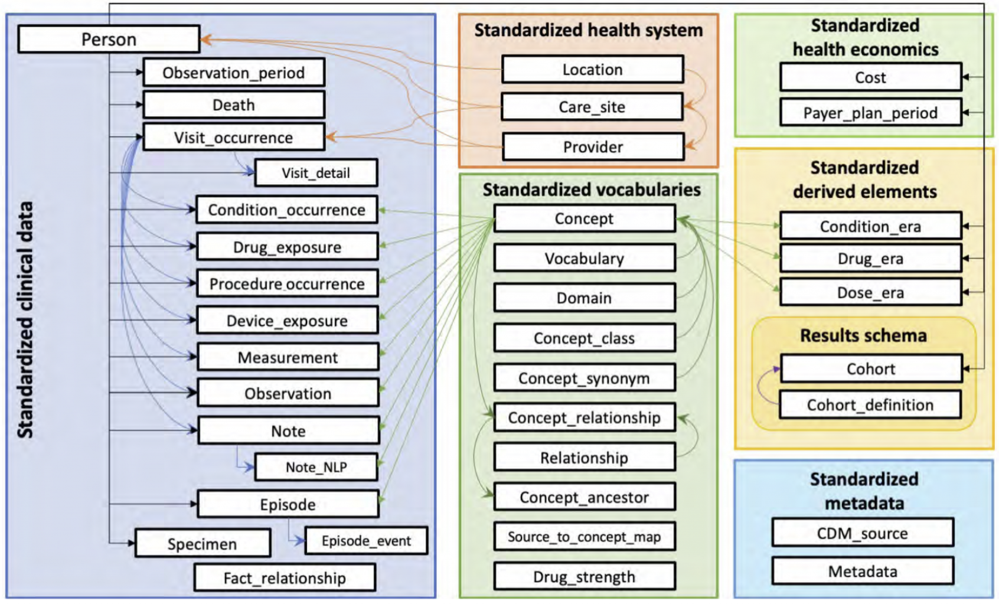 Standardized clinical data
Person
Observation_period
Death
Visit_occurrence
Visit_detail
Condition_occurrence
Drug_exposure
Procedure_occurrence
Device_exposure
Measurement
Observation
Note
Note_NLP
Episode
Episode_event
Specimen
Fact_relationship
Standardized health system
Location
Care_site
Provider
Standardized vocabularies
Concept
Vocabulary
Domain
Concept_class
Concept_synonym
Concept_relationship
Relationship
Concept_ancestor
Source_to_concept_map
Drug_strength
Standardized
health economics
Cost
Payer_plan_period
Standardized
derived elements
Condition_era
Drug_era
Dose_era
Results schema
Cohort
Cohort_definition
Standardized
metadata
CDM_source
Metadata